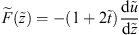 F̃(z̃) = −(1 + 2t̃) dũ/dz̃